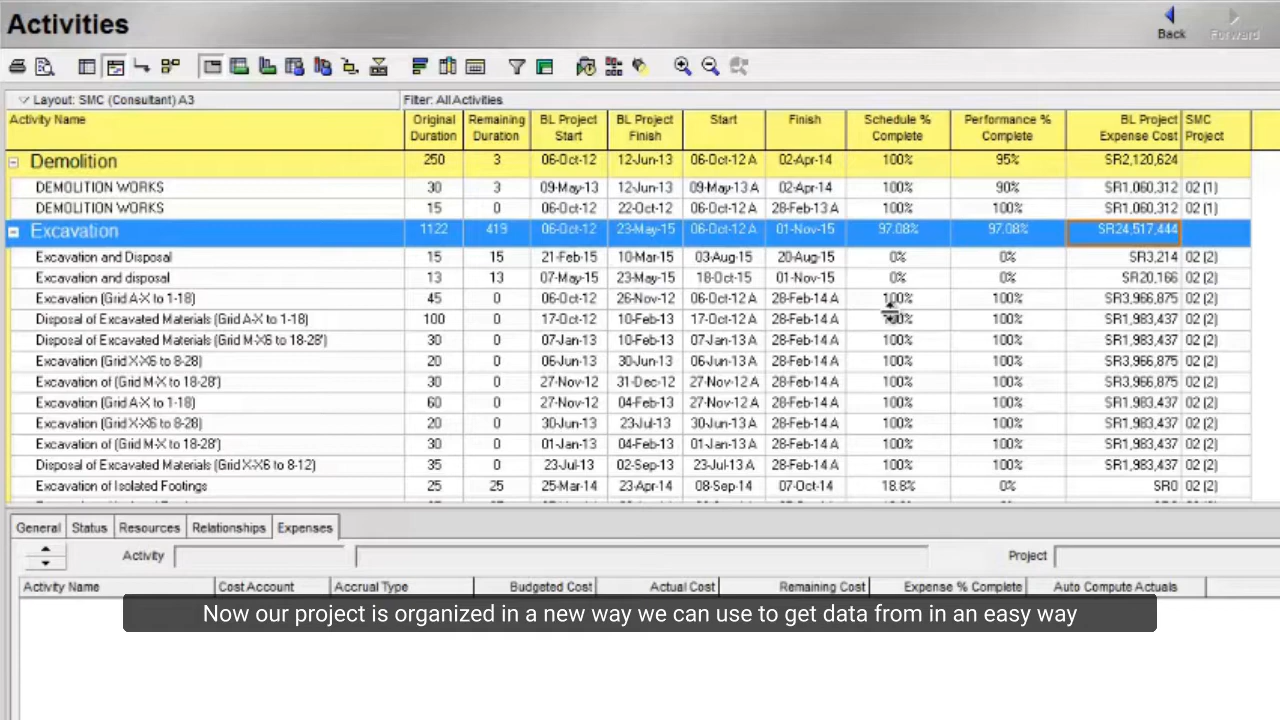 Activities
Back Forward
Layout: SMC (Consultant) A3 Filter: All Activities
Activity Name Original Duration Remaining Duration BL Project Start BL Project Finish Start Finish Schedule % Complete Performance % Complete BL Project Expense Cost SMC Project
Demolition 250 3 06-Oct-12 12-Jun-13 06-Oct-12 A 02-Apr-14 100% 95% SR2,120,624
DEMOLITION WORKS 30 3 09-May-13 12-Jun-13 09-May-13 A 02-Apr-14 100% 90% SR1,060,312 02 (1)
DEMOLITION WORKS 15 0 06-Oct-12 22-Oct-12 06-Oct-12 A 28-Feb-13 A 100% 100% SR1,060,312 02 (1)
Excavation 1122 419 06-Oct-12 23-May-15 06-Oct-12 A 01-Nov-15 97.08% 97.08% SR24,517,444
Excavation and Disposal 15 15 21-Feb-15 10-Mar-15 03-Aug-15 20-Aug-15 0% 0% SR3,214 02 (2)
Excavation and disposal 13 13 07-May-15 23-May-15 18-Oct-15 01-Nov-15 0% 0% SR20,166 02 (2)
Excavation (Grid A-X to 1-18) 45 0 06-Oct-12 26-Nov-12 06-Oct-12 A 28-Feb-14 A 100% 100% SR3,966,875 02 (2)
Disposal of Excavated Materials (Grid A-X to 1-18) 100 0 17-Oct-12 10-Feb-13 17-Oct-12 A 28-Feb-14 A 100% 100% SR1,983,437 02 (2)
Disposal of Excavated Materials (Grid M-X6 to 18-28') 30 0 07-Jan-13 10-Feb-13 07-Jan-13 A 28-Feb-14 A 100% 100% SR1,983,437 02 (2)
Excavation (Grid X-X6 to 8-28) 20 0 06-Jun-13 30-Jun-13 06-Jun-13 A 28-Feb-14 A 100% 100% SR3,966,875 02 (2)
Excavation of (Grid M-X to 18-28') 30 0 27-Nov-12 31-Dec-12 27-Nov-12 A 28-Feb-14 A 100% 100% SR3,966,875 02 (2)
Excavation (Grid A-X to 1-18) 60 0 27-Nov-12 04-Feb-13 27-Nov-12 A 28-Feb-14 A 100% 100% SR1,983,437 02 (2)
Excavation (Grid X-X6 to 8-28) 20 0 30-Jun-13 23-Jul-13 30-Jun-13 A 28-Feb-14 A 100% 100% SR1,983,437 02 (2)
Excavation of (Grid M-X to 18-28') 30 0 01-Jan-13 04-Feb-13 01-Jan-13 A 28-Feb-14 A 100% 100% SR1,983,437 02 (2)
Disposal of Excavated Materials (Grid X-X6 to 8-12) 35 0 23-Jul-13 02-Sep-13 23-Jul-13 A 28-Feb-14 A 100% 100% SR1,983,437 02 (2)
Excavation of Isolated Footings 25 25 25-Mar-14 23-Apr-14 08-Sep-14 07-Oct-14 18.8% 0% SR0 02 (2)
General Status Resources Relationships Expenses
Activity Project
Activity Name Cost Account Accrual Type Budgeted Cost Actual Cost Remaining Cost Expense % Complete Auto Compute Actuals
Now our project is organized in a new way we can use to get data from in an easy way